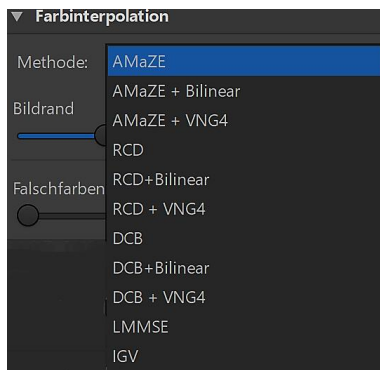 Farbinterpolation
Methode:
AMaZE
AMaZE + Bilinear
Bildrand
AMaZE + VNG4
RCD
RCD+Bilinear
Falschfarben
RCD + VNG4
DCB
DCB+Bilinear
DCB + VNG4
LMMSE
IGV